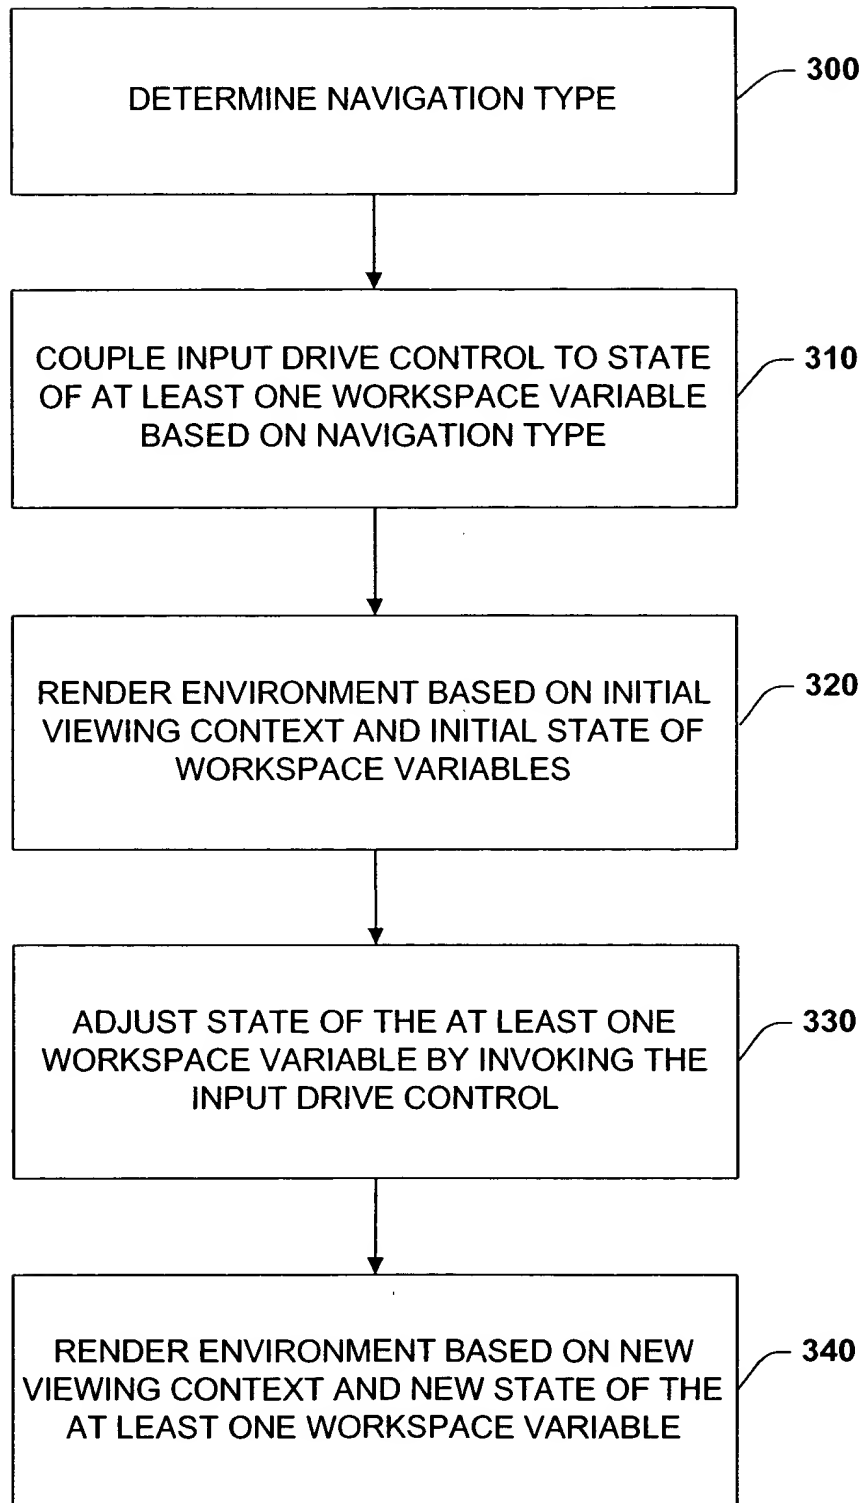 DETERMINE NAVIGATION TYPE
300
COUPLE INPUT DRIVE CONTROL TO STATE
OF AT LEAST ONE WORKSPACE VARIABLE
BASED ON NAVIGATION TYPE
310
RENDER ENVIRONMENT BASED ON INITIAL
VIEWING CONTEXT AND INITIAL STATE OF
WORKSPACE VARIABLES
320
ADJUST STATE OF THE AT LEAST ONE
WORKSPACE VARIABLE BY INVOKING THE
INPUT DRIVE CONTROL
330
RENDER ENVIRONMENT BASED ON NEW
VIEWING CONTEXT AND NEW STATE OF THE
AT LEAST ONE WORKSPACE VARIABLE
340